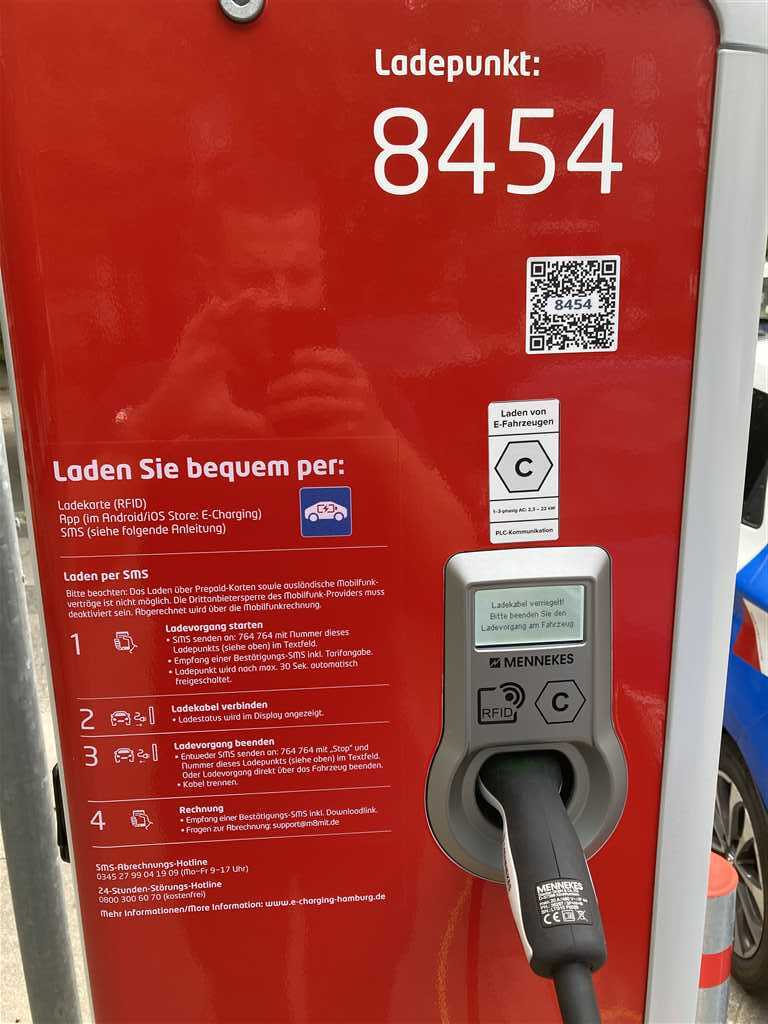 Ladepunkt:
8454
8454
Laden von
E-Fahrzeugen
C
1-3-phasig AC: 2,3 – 22 kW
PLC-Kommunikation
Laden Sie bequem per:
Ladekarte (RFID)
App (im Android/iOS Store: E-Charging)
SMS (siehe folgende Anleitung)
Laden per SMS
Bitte beachten: Das Laden über Prepaid-Karten sowie ausländische Mobilfunk-
verträge ist nicht möglich. Die Drittanbietersperre des Mobilfunk-Providers muss
deaktiviert sein. Abgerechnet wird über die Mobilfunkrechnung.
1
Ladevorgang starten
• SMS senden an: 764 764 mit Nummer dieses
Ladepunkts (siehe oben) im Textfeld.
• Empfang einer Bestätigungs-SMS inkl. Tarifangabe.
• Ladepunkt wird nach max. 30 Sek. automatisch
freigeschaltet.
2
Ladekabel verbinden
• Ladestatus wird im Display angezeigt.
3
Ladevorgang beenden
• Entweder SMS senden an: 764 764 mit „Stop" und
Nummer dieses Ladepunkts (siehe oben) im Textfeld.
Oder Ladevorgang direkt über das Fahrzeug beenden.
• Kabel trennen.
4
Rechnung
• Empfang einer Bestätigungs-SMS inkl. Downloadlink.
• Fragen zur Abrechnung: support@m8mit.de
SMS-Abrechnungs-Hotline
0345 27 99 04 19 09 (Mo–Fr 9–17 Uhr)
24-Stunden-Störungs-Hotline
0800 300 60 70 (kostenfrei)
Mehr Informationen/More Information: www.e-charging-hamburg.de
Ladekabel verriegelt!
Bitte beenden Sie den
Ladevorgang am Fahrzeug.
MENNEKES
RFID
C
MENNEKES